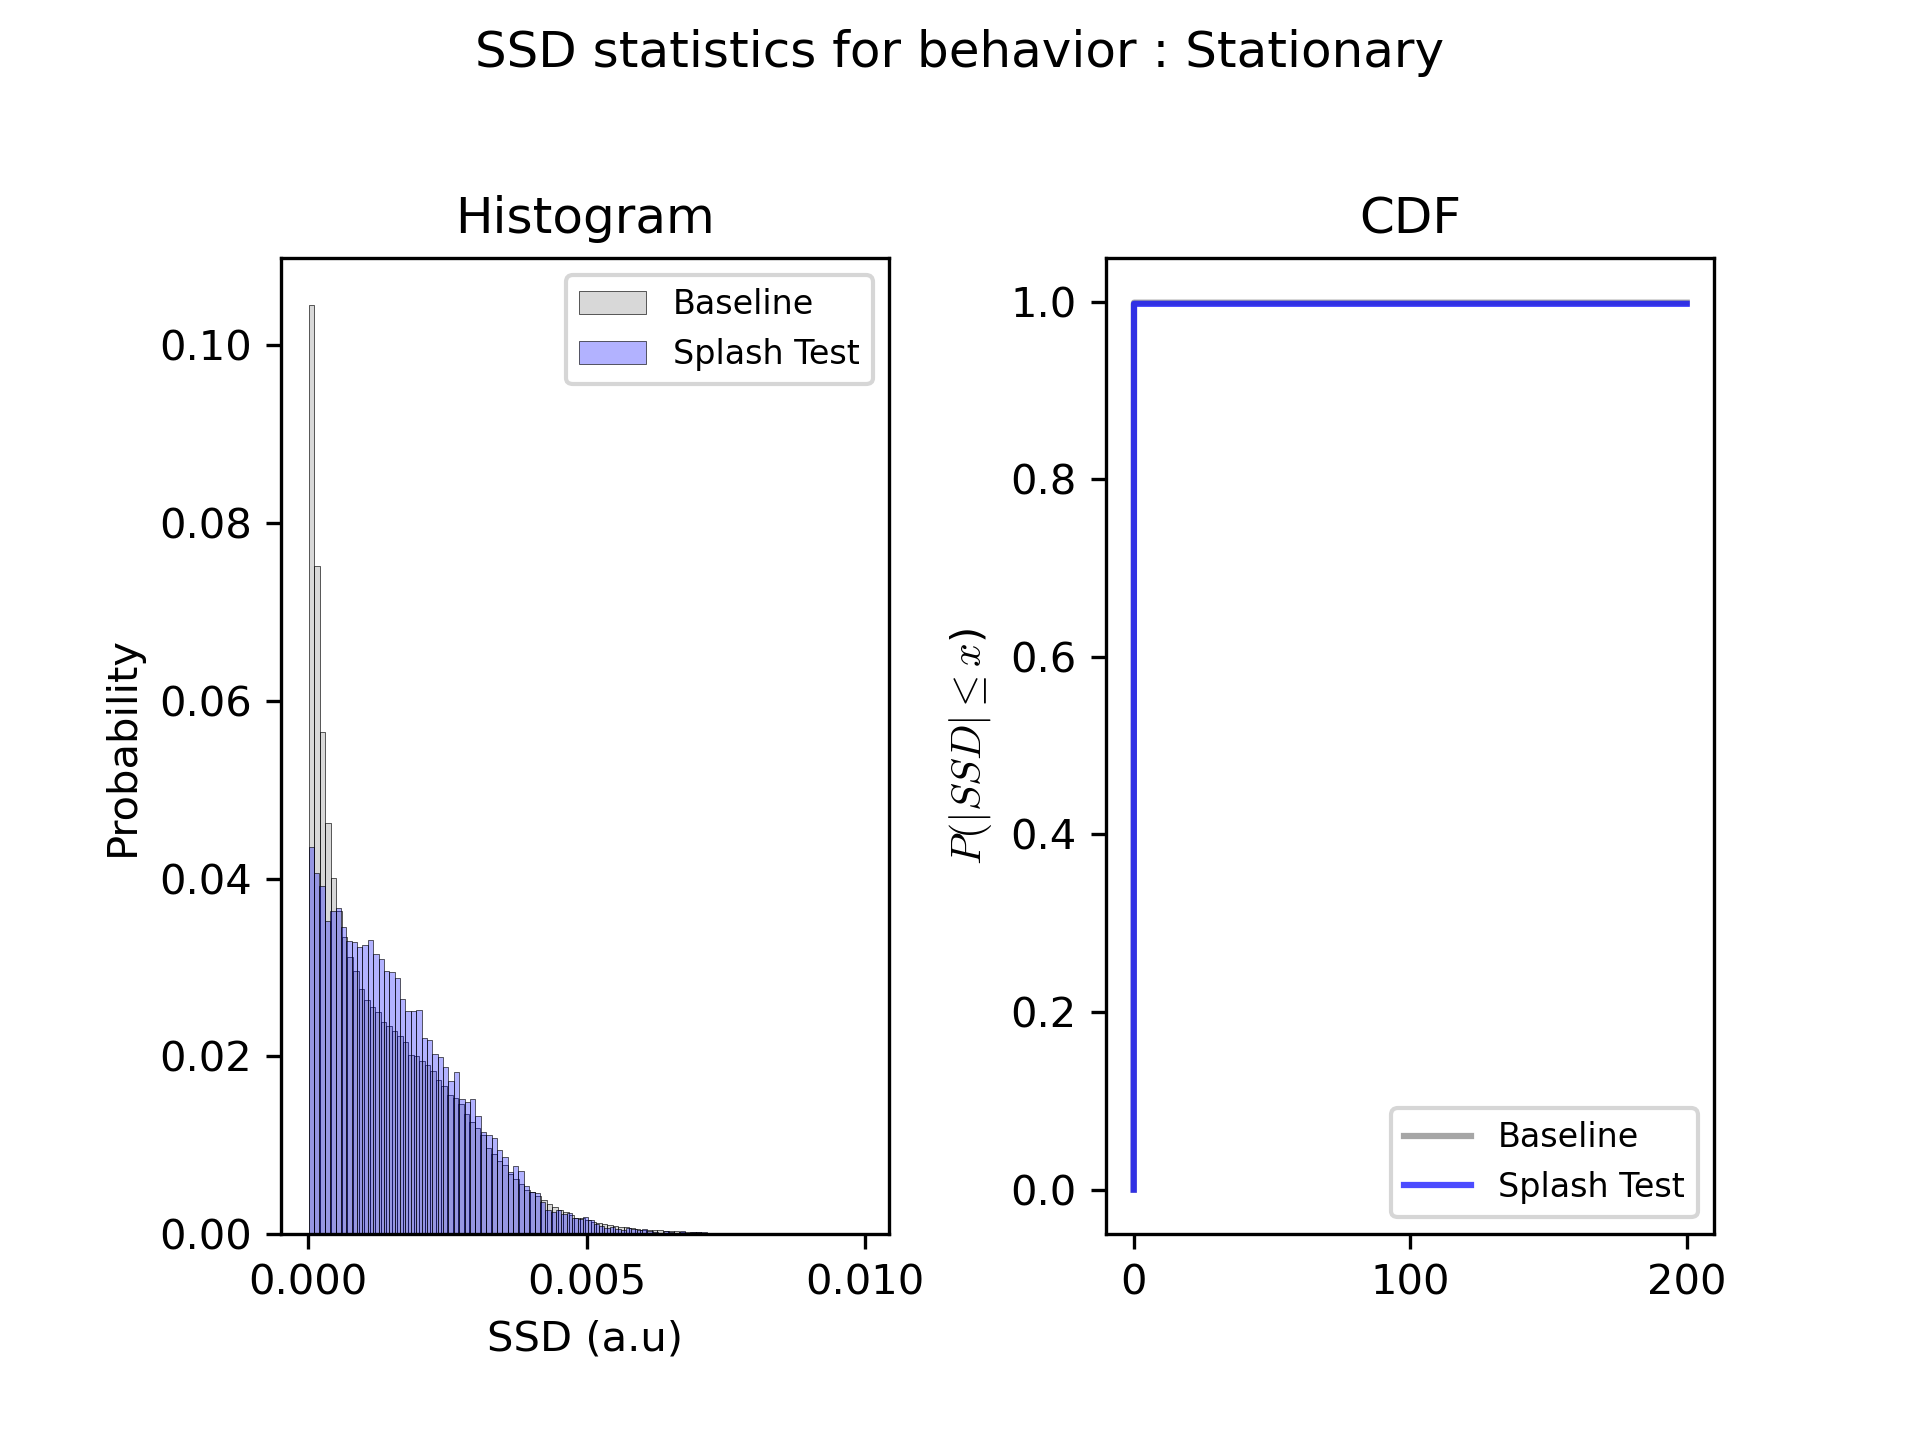 SSD statistics for behavior : Stationary
Histogram
Baseline
Splash Test
0.10
0.08
0.06
0.04
0.02
0.00
Probability
0.000 0.005 0.010
SSD (a.u)
CDF
1.0
0.8
0.6
0.4
0.2
0.0
P(|SSD| ≤ x)
Baseline
Splash Test
0 100 200